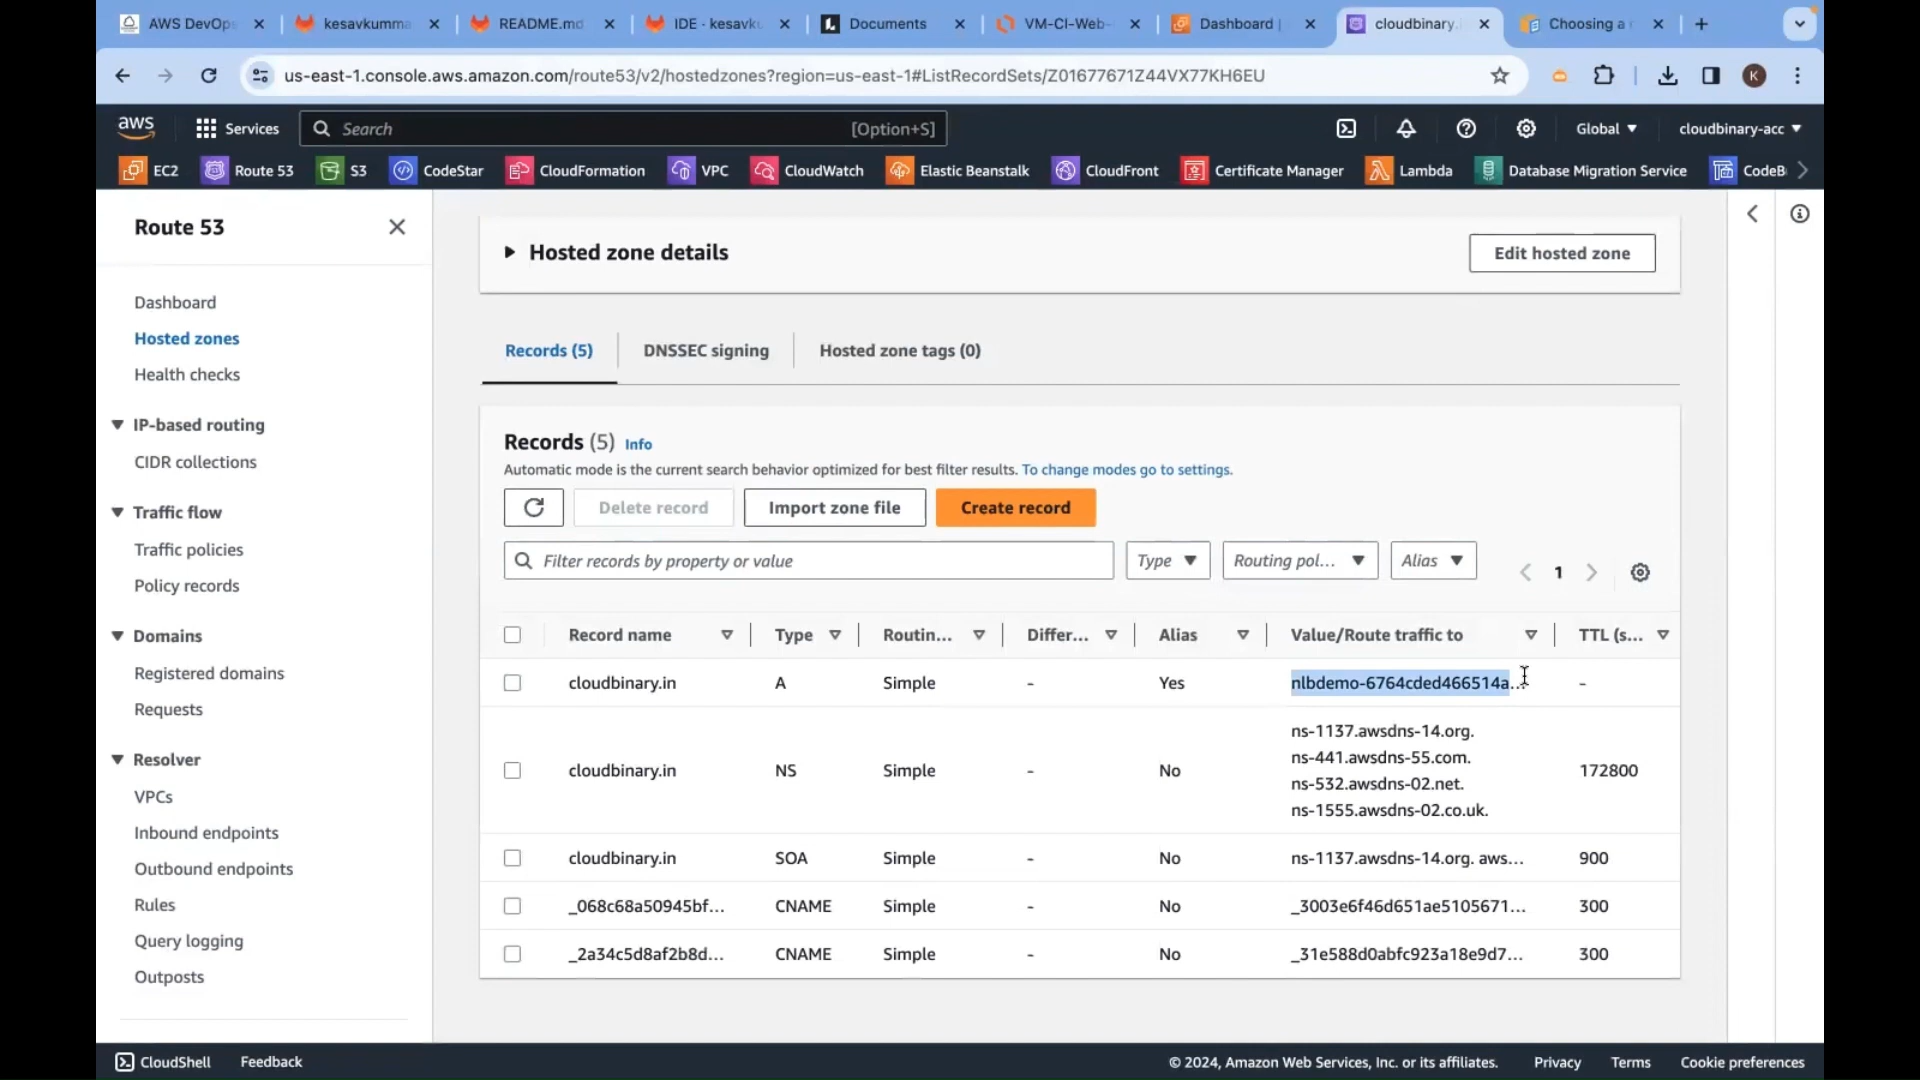 AWS DevOps
kesavkumma
README.md
IDE - kesavku
Documents
VM-CI-Web-
Dashboard |
cloudbinary.
Choosing a r
us-east-1.console.aws.amazon.com/route53/v2/hostedzones?region=us-east-1#ListRecordSets/Z01677671Z44VX77KH6EU
K
aws
Services
Search
[Option+S]
Global
cloudbinary-acc
EC2
Route 53
S3
CodeStar
CloudFormation
VPC
CloudWatch
Elastic Beanstalk
CloudFront
Certificate Manager
Lambda
Database Migration Service
CodeB
Route 53
Dashboard
Hosted zones
Health checks
IP-based routing
CIDR collections
Traffic flow
Traffic policies
Policy records
Domains
Registered domains
Requests
Resolver
VPCs
Inbound endpoints
Outbound endpoints
Rules
Query logging
Outposts
Hosted zone details
Edit hosted zone
Records (5)
DNSSEC signing
Hosted zone tags (0)
Records (5) Info
Automatic mode is the current search behavior optimized for best filter results. To change modes go to settings.
Delete record
Import zone file
Create record
Filter records by property or value
Type
Routing pol...
Alias
1
Record name
Type
Routin...
Differ...
Alias
Value/Route traffic to
TTL (s...
cloudbinary.in
A
Simple
-
Yes
nlbdemo-6764cded466514a...
-
cloudbinary.in
NS
Simple
-
No
ns-1137.awsdns-14.org.
ns-441.awsdns-55.com.
ns-532.awsdns-02.net.
ns-1555.awsdns-02.co.uk.
172800
cloudbinary.in
SOA
Simple
-
No
ns-1137.awsdns-14.org. aws...
900
_068c68a50945bf...
CNAME
Simple
-
No
_3003e6f46d651ae5105671...
300
_2a34c5d8af2b8d...
CNAME
Simple
-
No
_31e588d0abfc923a18e9d7...
300
CloudShell
Feedback
© 2024, Amazon Web Services, Inc. or its affiliates.
Privacy
Terms
Cookie preferences